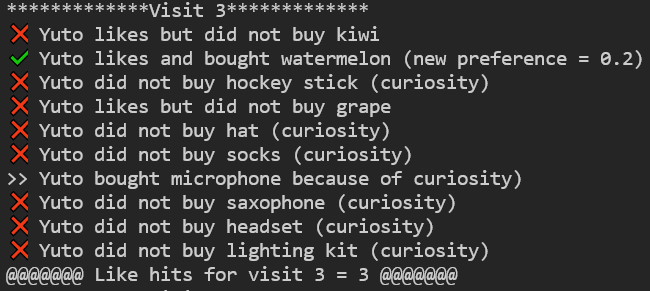 *************Visit 3*************
❌ Yuto likes but did not buy kiwi
✅ Yuto likes and bought watermelon (new preference = 0.2)
❌ Yuto did not buy hockey stick (curiosity)
❌ Yuto likes but did not buy grape
❌ Yuto did not buy hat (curiosity)
❌ Yuto did not buy socks (curiosity)
>> Yuto bought microphone because of curiosity)
❌ Yuto did not buy saxophone (curiosity)
❌ Yuto did not buy headset (curiosity)
❌ Yuto did not buy lighting kit (curiosity)
@@@@@@@ Like hits for visit 3 = 3 @@@@@@@